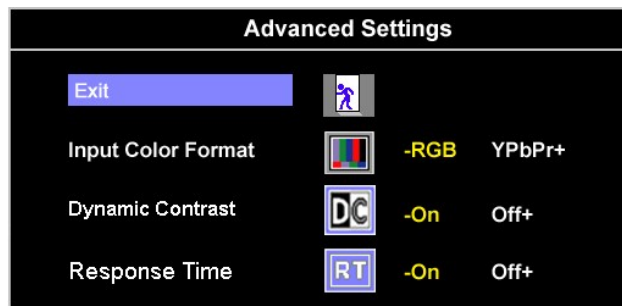 Advanced Settings
Exit
Input Color Format -RGB YPbPr+
Dynamic Contrast DC -On Off+
Response Time RT -On Off+